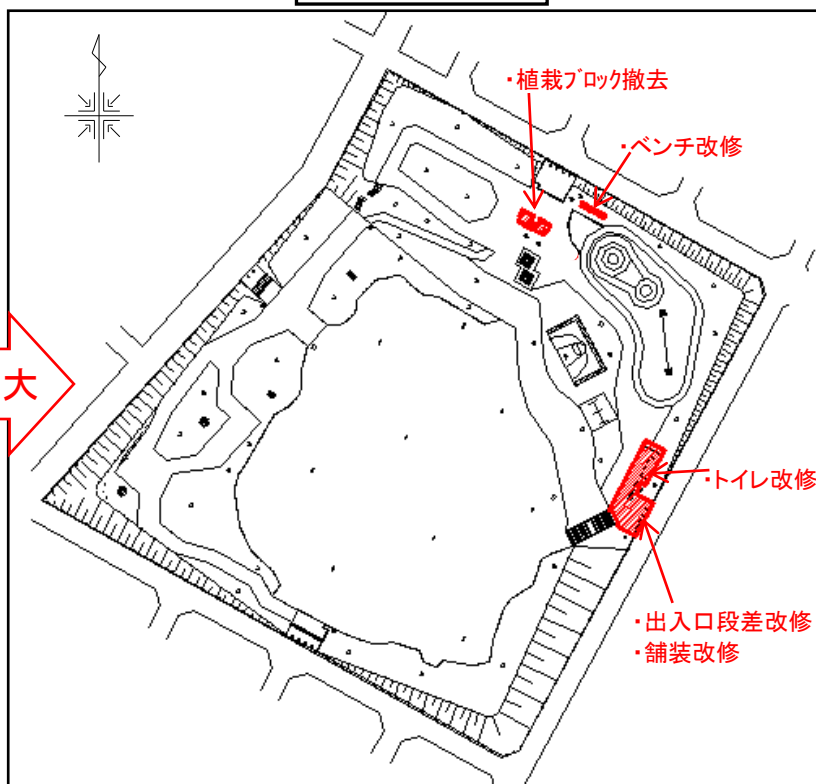 ・植栽ブロック撤去
・ベンチ改修
大
・トイレ改修
・出入口段差改修
・舗装改修